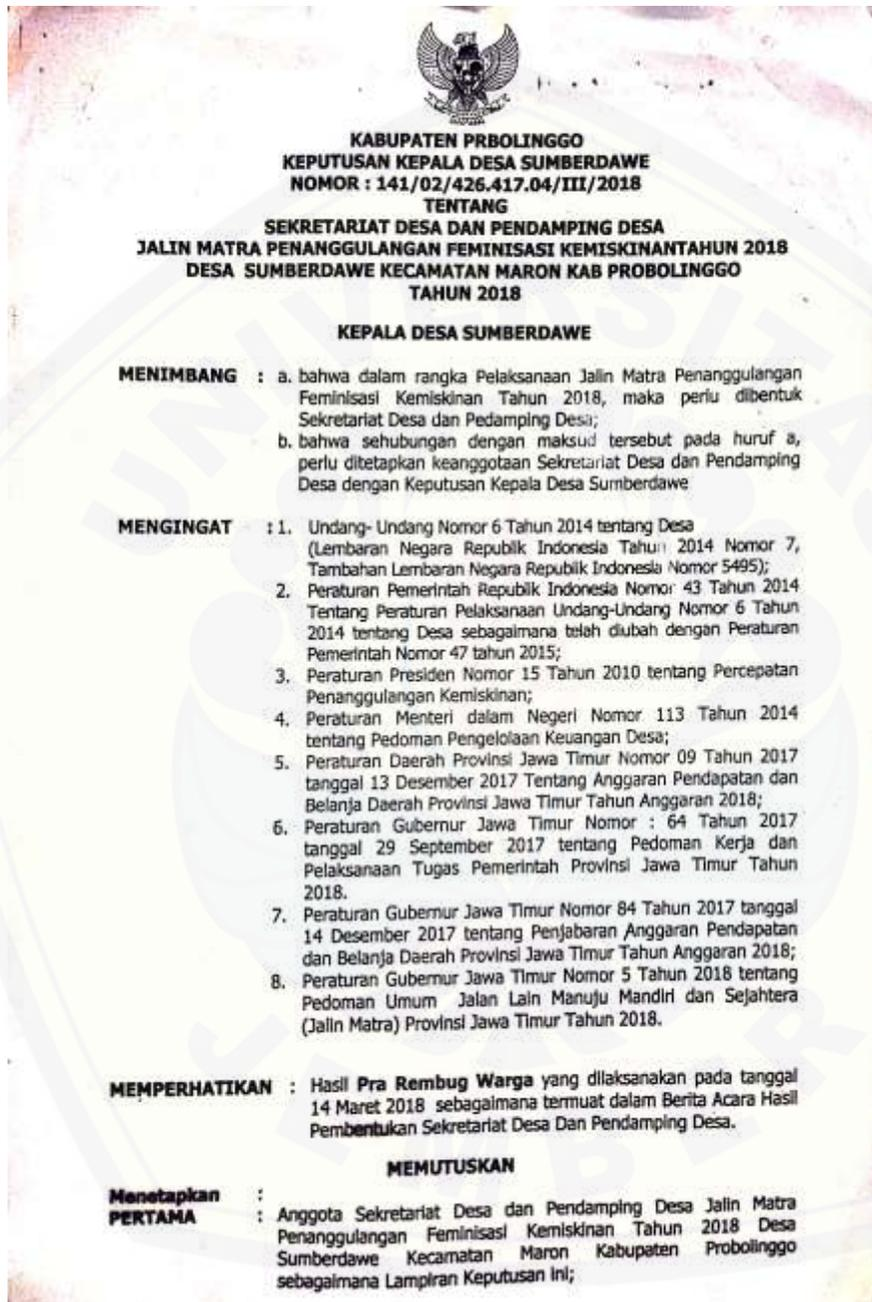 KABUPATEN PRBOLINGGO
KEPUTUSAN KEPALA DESA SUMBERDAWE
NOMOR : 141/02/426.417.04/III/2018
TENTANG
SEKRETARIAT DESA DAN PENDAMPING DESA
JALIN MATRA PENANGGULANGAN FEMINISASI KEMISKINANTAHUN 2018
DESA SUMBERDAWE KECAMATAN MARON KAB PROBOLINGGO
TAHUN 2018
KEPALA DESA SUMBERDAWE
MENIMBANG : a. bahwa dalam rangka Pelaksanaan Jalin Matra Penanggulangan
Feminisasi Kemiskinan Tahun 2018, maka perlu dibentuk
Sekretariat Desa dan Pedamping Desa;
b. bahwa sehubungan dengan maksud tersebut pada huruf a,
perlu ditetapkan keanggotaan Sekretariat Desa dan Pendamping
Desa dengan Keputusan Kepala Desa Sumberdawe
MENGINGAT : 1. Undang- Undang Nomor 6 Tahun 2014 tentang Desa
(Lembaran Negara Republik Indonesia Tahun 2014 Nomor 7,
Tambahan Lembaran Negara Republik Indonesia Nomor 5495);
2. Peraturan Pemerintah Republik Indonesia Nomor 43 Tahun 2014
Tentang Peraturan Pelaksanaan Undang-Undang Nomor 6 Tahun
2014 tentang Desa sebagaimana telah diubah dengan Peraturan
Pemerintah Nomor 47 tahun 2015;
3. Peraturan Presiden Nomor 15 Tahun 2010 tentang Percepatan
Penanggulangan Kemiskinan;
4. Peraturan Menteri dalam Negeri Nomor 113 Tahun 2014
tentang Pedoman Pengelolaan Keuangan Desa;
5. Peraturan Daerah Provinsi Jawa Timur Nomor 09 Tahun 2017
tanggal 13 Desember 2017 Tentang Anggaran Pendapatan dan
Belanja Daerah Provinsi Jawa Timur Tahun Anggaran 2018;
6. Peraturan Gubernur Jawa Timur Nomor : 64 Tahun 2017
tanggal 29 September 2017 tentang Pedoman Kerja dan
Pelaksanaan Tugas Pemerintah Provinsi Jawa Timur Tahun
2018.
7. Peraturan Gubernur Jawa Timur Nomor 84 Tahun 2017 tanggal
14 Desember 2017 tentang Penjabaran Anggaran Pendapatan
dan Belanja Daerah Provinsi Jawa Timur Tahun Anggaran 2018;
8. Peraturan Gubernur Jawa Timur Nomor 5 Tahun 2018 tentang
Pedoman Umum Jalan Lain Manuju Mandiri dan Sejahtera
(Jalin Matra) Provinsi Jawa Timur Tahun 2018.
MEMPERHATIKAN : Hasil Pra Rembug Warga yang dilaksanakan pada tanggal
14 Maret 2018 sebagaimana termuat dalam Berita Acara Hasil
Pembentukan Sekretariat Desa Dan Pendamping Desa.
MEMUTUSKAN
Menetapkan :
PERTAMA : Anggota Sekretariat Desa dan Pendamping Desa Jalin Matra
Penanggulangan Feminisasi Kemiskinan Tahun 2018 Desa
Sumberdawe Kecamatan Maron Kabupaten Probolinggo
sebagaimana Lampiran Keputusan ini;
UNIVERSITAS
JEMBER